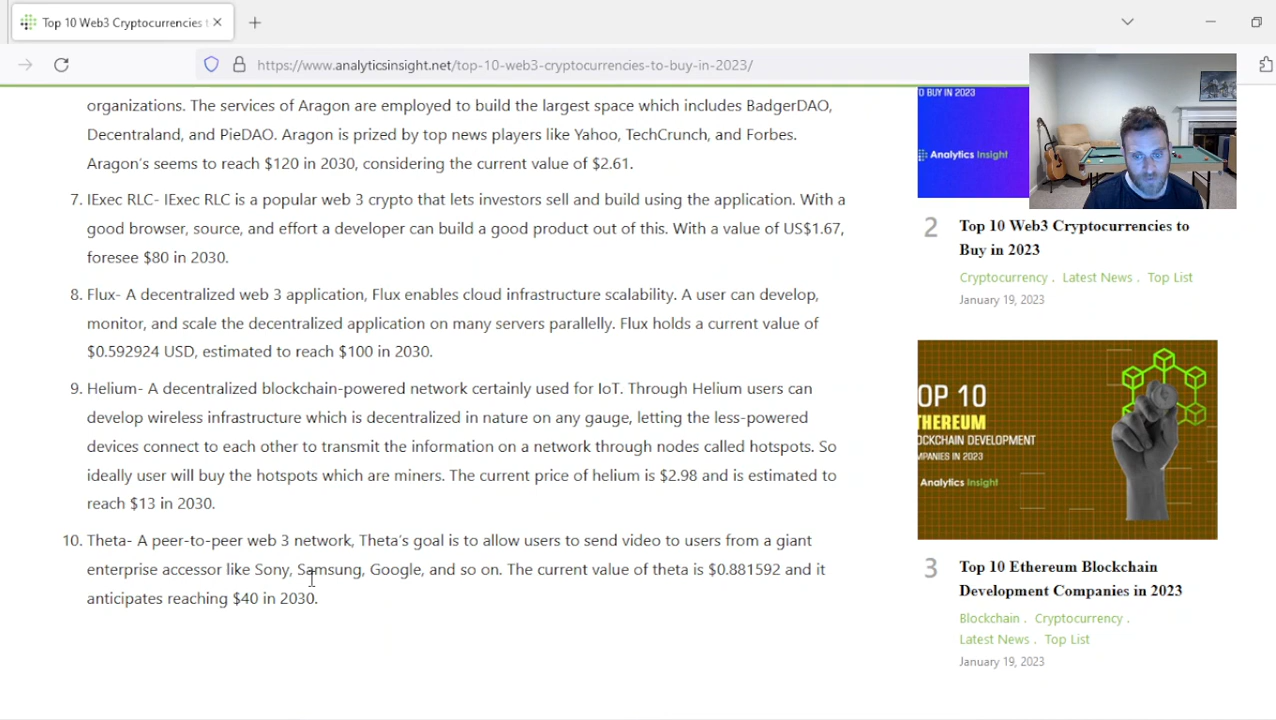 Top 10 Web3 Cryptocurrencies t
https://www.analyticsinsight.net/top-10-web3-cryptocurrencies-to-buy-in-2023/
organizations. The services of Aragon are employed to build the largest space which includes BadgerDAO,
Decentraland, and PieDAO. Aragon is prized by top news players like Yahoo, TechCrunch, and Forbes.
Aragon's seems to reach $120 in 2030, considering the current value of $2.61.
7. IExec RLC- IExec RLC is a popular web 3 crypto that lets investors sell and build using the application. With a
good browser, source, and effort a developer can build a good product out of this. With a value of US$1.67,
foresee $80 in 2030.
8. Flux- A decentralized web 3 application, Flux enables cloud infrastructure scalability. A user can develop,
monitor, and scale the decentralized application on many servers parallelly. Flux holds a current value of
$0.592924 USD, estimated to reach $100 in 2030.
9. Helium- A decentralized blockchain-powered network certainly used for IoT. Through Helium users can
develop wireless infrastructure which is decentralized in nature on any gauge, letting the less-powered
devices connect to each other to transmit the information on a network through nodes called hotspots. So
ideally user will buy the hotspots which are miners. The current price of helium is $2.98 and is estimated to
reach $13 in 2030.
10. Theta- A peer-to-peer web 3 network, Theta's goal is to allow users to send video to users from a giant
enterprise accessor like Sony, Samsung, Google, and so on. The current value of theta is $0.881592 and it
anticipates reaching $40 in 2030.
O BUY IN 2023
Analytics Insight
2
Top 10 Web3 Cryptocurrencies to
Buy in 2023
Cryptocurrency . Latest News . Top List
January 19, 2023
OP 10
THEREUM
OCKCHAIN DEVELOPMENT
MPANIES IN 2023
Analytics Insight
3
Top 10 Ethereum Blockchain
Development Companies in 2023
Blockchain . Cryptocurrency .
Latest News . Top List
January 19, 2023